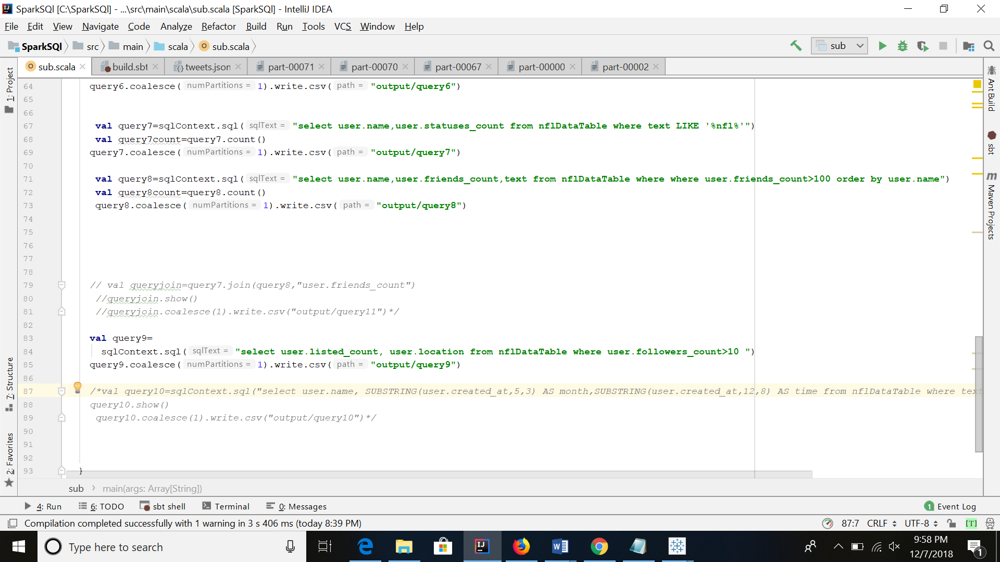 SparkSQl [C:\SparkSQl] - ...\src\main\scala\sub.scala [SparkSQl] - IntelliJ IDEA
File Edit View Navigate Code Analyze Refactor Build Run Tools VCS Window Help
SparkSQl src main scala sub.scala sub
sub.scala build.sbt tweets.json part-00071 part-00070 part-00067 part-00000 part-00002
64 query6.coalesce( numPartitions = 1).write.csv( path = "output/query6")
65
66
67 val query7=sqlContext.sql( sqlText = "select user.name,user.statuses_count from nflDataTable where text LIKE '%nfl%'")
68 val query7count=query7.count()
69 query7.coalesce( numPartitions = 1).write.csv( path = "output/query7")
70
71 val query8=sqlContext.sql( sqlText = "select user.name,user.friends_count,text from nflDataTable where where user.friends_count>100 order by user.name")
72 val query8count=query8.count()
73 query8.coalesce( numPartitions = 1).write.csv( path = "output/query8")
74
75
76
77
78
79 // val queryjoin=query7.join(query8,"user.friends_count")
80 //queryjoin.show()
81 //queryjoin.coalesce(1).write.csv("output/query11")*/
82
83 val query9=
84 sqlContext.sql( sqlText = "select user.listed_count, user.location from nflDataTable where user.followers_count>10 ")
85 query9.coalesce( numPartitions = 1).write.csv( path = "output/query9")
86
87 /*val query10=sqlContext.sql("select user.name, SUBSTRING(user.created_at,5,3) AS month,SUBSTRING(user.created_at,12,8) AS time from nflDataTable where text
88 query10.show()
89 query10.coalesce(1).write.csv("output/query10")*/
90
91
92
93 }
1: Project
7: Structure
2: Favorites
Ant Build
sbt
m Maven Projects
sub main(args: Array[String])
4: Run 6: TODO sbt shell Terminal 0: Messages 1 Event Log
Compilation completed successfully with 1 warning in 3 s 406 ms (today 8:39 PM) 87:7 CRLF UTF-8 [T]
Type here to search
9:58 PM
12/7/2018
1